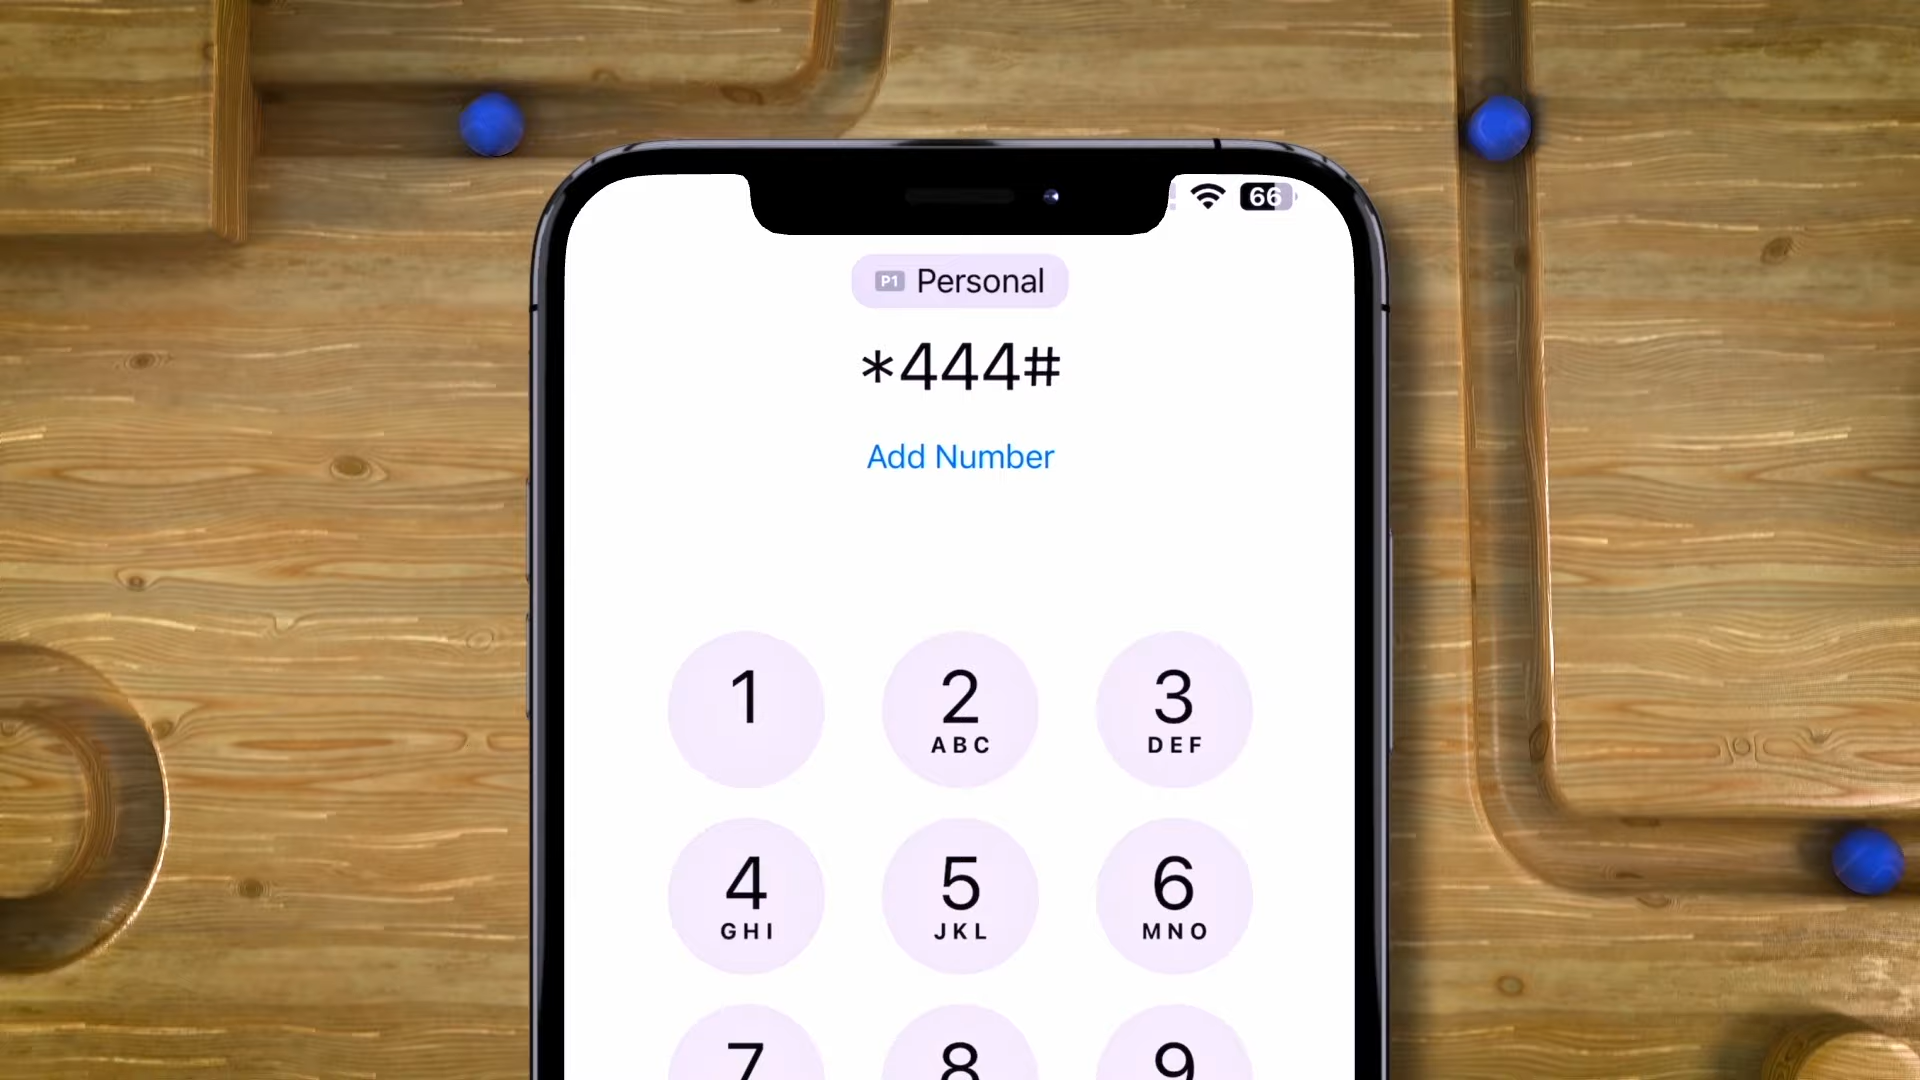 66
P1 Personal
*444#
Add Number
1
2
ABC
3
DEF
4
GHI
5
JKL
6
MNO
7
8
9